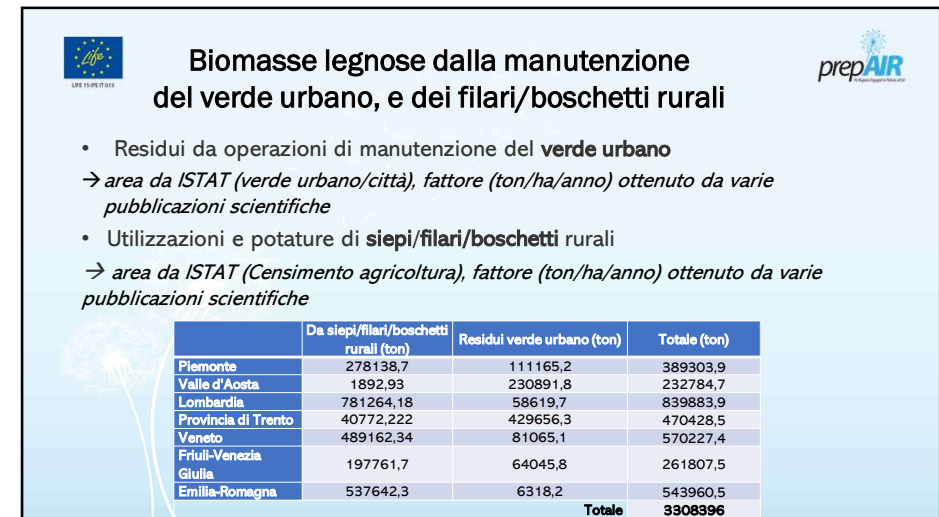 Life
LIFE 15 IPE IT 013
prepAIR
Biomasse legnose dalla manutenzione
del verde urbano, e dei filari/boschetti rurali
• Residui da operazioni di manutenzione del verde urbano
→ area da ISTAT (verde urbano/città), fattore (ton/ha/anno) ottenuto da varie
pubblicazioni scientifiche
• Utilizzazioni e potature di siepi/filari/boschetti rurali
→ area da ISTAT (Censimento agricoltura), fattore (ton/ha/anno) ottenuto da varie
pubblicazioni scientifiche
Da siepi/filari/boschetti rurali (ton) Residui verde urbano (ton) Totale (ton)
Piemonte 278138,7 111165,2 389303,9
Valle d'Aosta 1892,93 230891,8 232784,7
Lombardia 781264,18 58619,7 839883,9
Provincia di Trento 40772,222 429656,3 470428,5
Veneto 489162,34 81065,1 570227,4
Friuli-Venezia Giulia 197761,7 64045,8 261807,5
Emilia-Romagna 537642,3 6318,2 543960,5
Totale 3308396